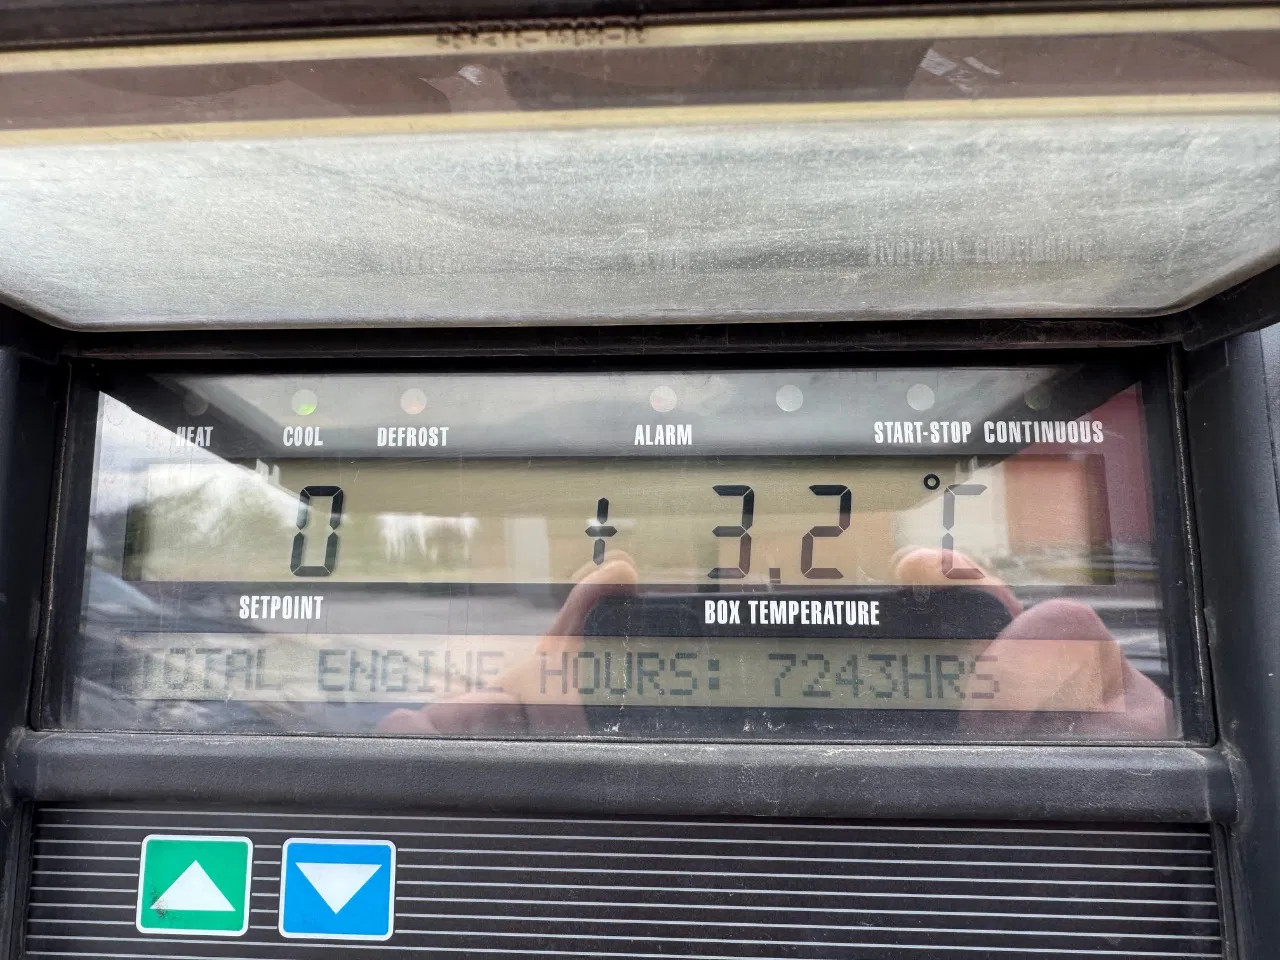 HEAT COOL DEFROST ALARM START-STOP CONTINUOUS
0 + 3.2 °C
SETPOINT BOX TEMPERATURE
TOTAL ENGINE HOURS: 7243HRS